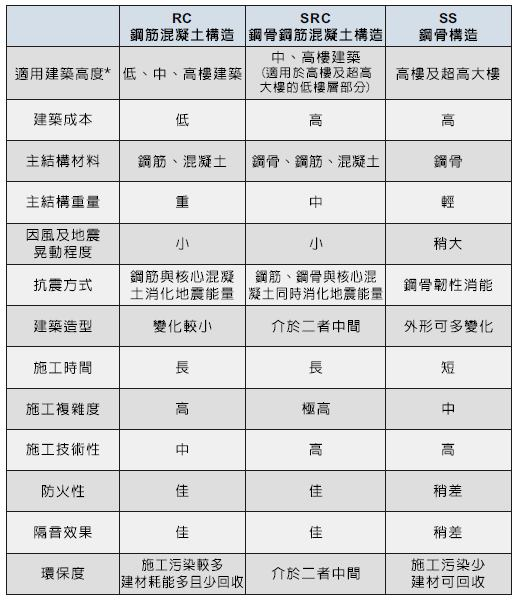 RC
鋼筋混凝土構造
SRC
鋼骨鋼筋混凝土構造
SS
鋼骨構造
適用建築高度*
低、中、高樓建築
中、高樓建築
(適用於高樓及超高
大樓的低樓層部分)
高樓及超高大樓
建築成本
低
高
高
主結構材料
鋼筋、混凝土
鋼骨、鋼筋、混凝土
鋼骨
主結構重量
重
中
輕
因風及地震
晃動程度
小
小
稍大
抗震方式
鋼筋與核心混凝
土消化地震能量
鋼筋、鋼骨與核心混
凝土同時消化地震能量
鋼骨韌性消能
建築造型
變化較小
介於二者中間
外形可多變化
施工時間
長
長
短
施工複雜度
高
極高
中
施工技術性
中
高
高
防火性
佳
佳
稍差
隔音效果
佳
佳
稍差
環保度
施工污染較多
建材耗能多且少回收
介於二者中間
施工污染少
建材可回收